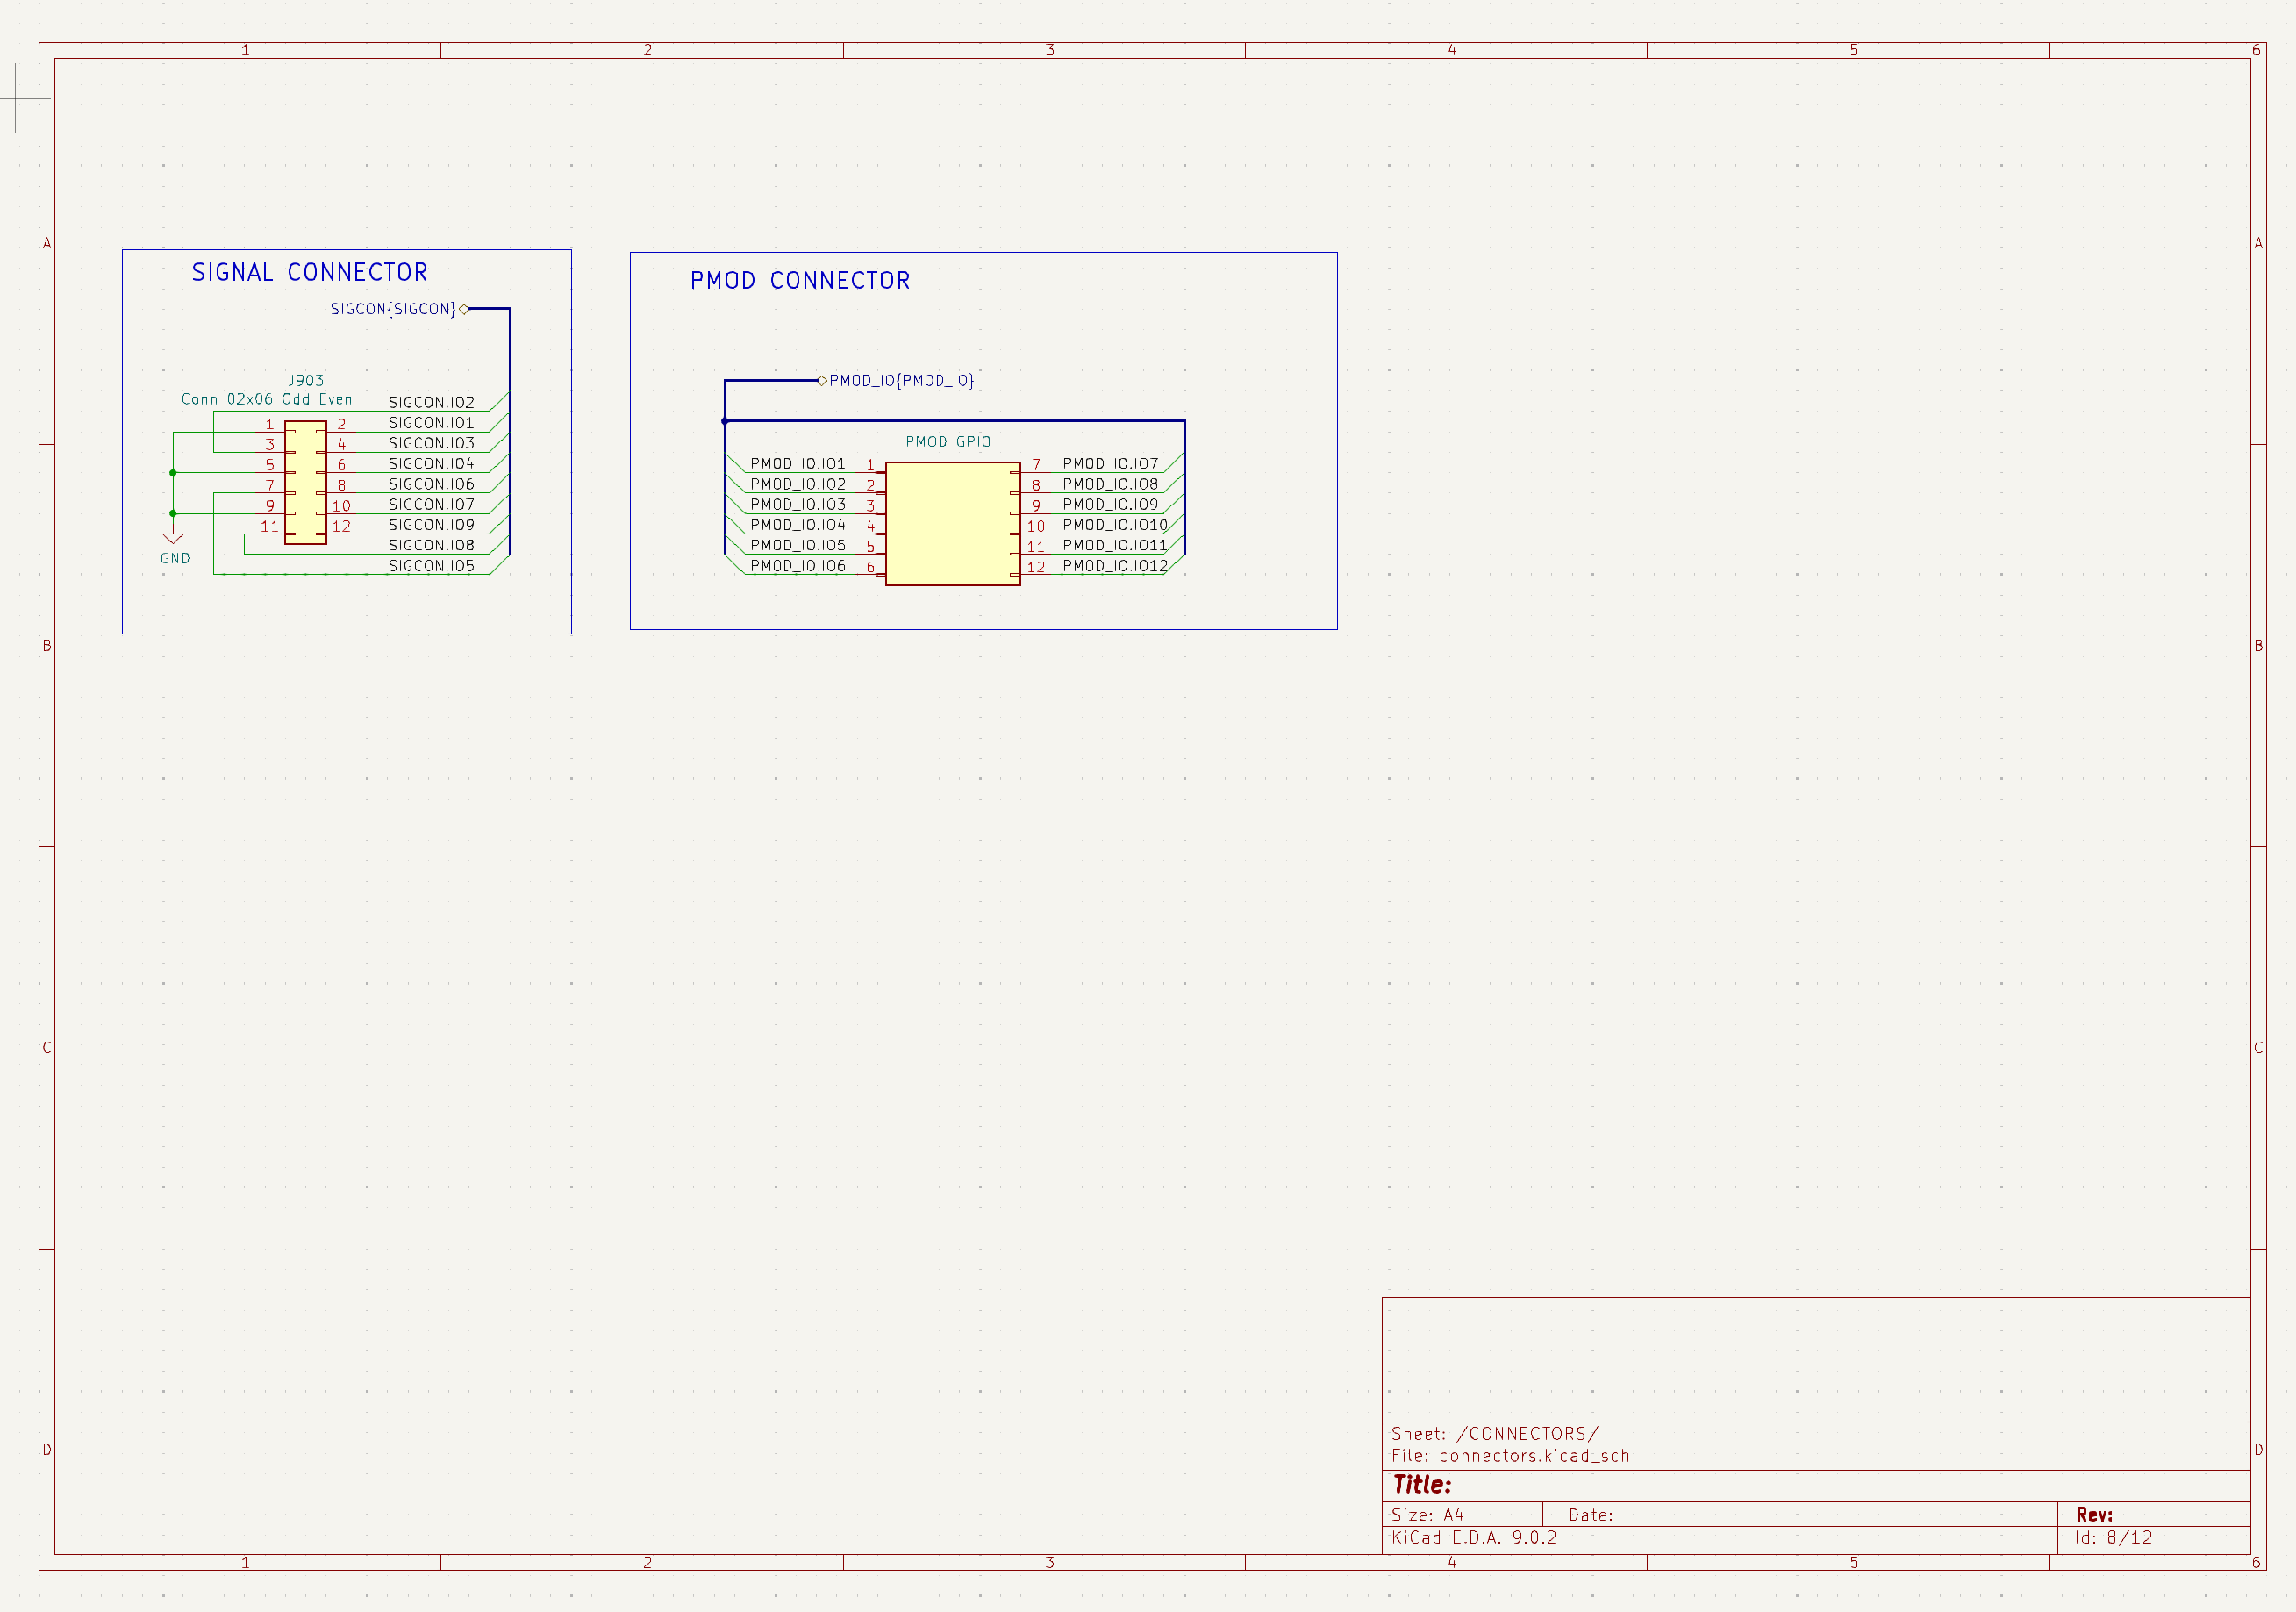 1 2 3 4 5 6
A A
SIGNAL CONNECTOR
SIGCON{SIGCON}
J903
Conn_02x06_Odd_Even
SIGCON.IO2
1 2 SIGCON.IO1
3 4 SIGCON.IO3
5 6 SIGCON.IO4
7 8 SIGCON.IO6
9 10 SIGCON.IO7
11 12 SIGCON.IO9
SIGCON.IO8
GND
SIGCON.IO5
PMOD CONNECTOR
PMOD_IO{PMOD_IO}
PMOD_GPIO
PMOD_IO.IO1 1 7 PMOD_IO.IO7
PMOD_IO.IO2 2 8 PMOD_IO.IO8
PMOD_IO.IO3 3 9 PMOD_IO.IO9
PMOD_IO.IO4 4 10 PMOD_IO.IO10
PMOD_IO.IO5 5 11 PMOD_IO.IO11
PMOD_IO.IO6 6 12 PMOD_IO.IO12
B B
C C
D D
Sheet: /CONNECTORS/
File: connectors.kicad_sch
Title:
Size: A4 Date: Rev:
KiCad E.D.A. 9.0.2 Id: 8/12
1 2 3 4 5 6